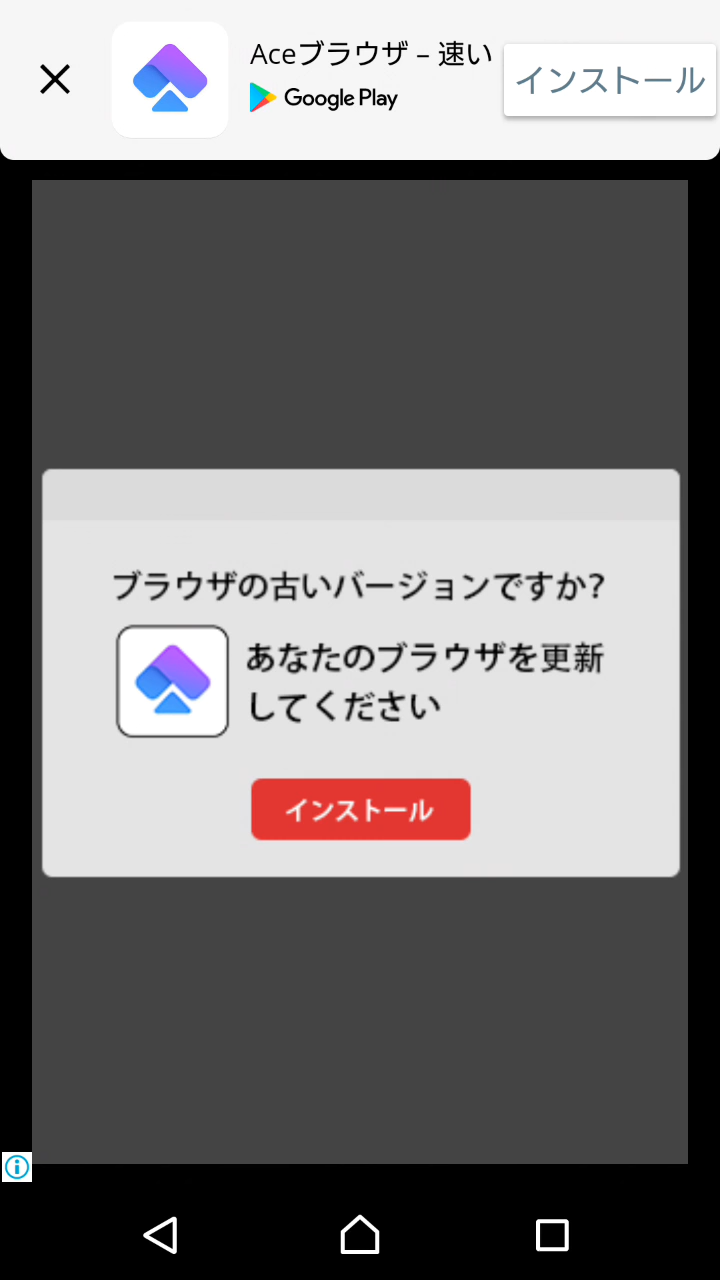 Aceブラウザ – 速い
Google Play
インストール
ブラウザの古いバージョンですか?
あなたのブラウザを更新
してください
インストール